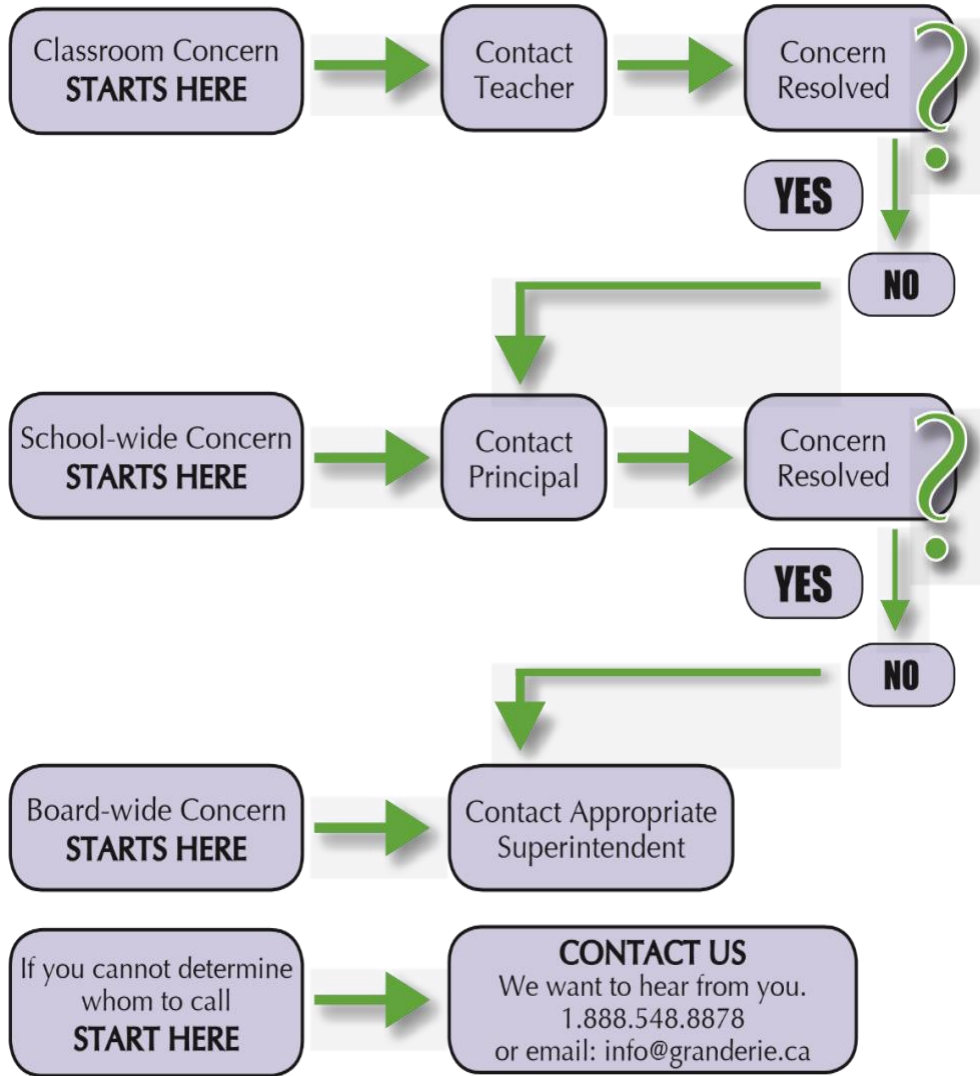 Classroom Concern
STARTS HERE
Contact
Teacher
Concern
Resolved
?
YES
NO
School-wide Concern
STARTS HERE
Contact
Principal
Concern
Resolved
?
YES
NO
Board-wide Concern
STARTS HERE
Contact Appropriate
Superintendent
If you cannot determine
whom to call
START HERE
CONTACT US
We want to hear from you.
1.888.548.8878
or email: info@granderie.ca